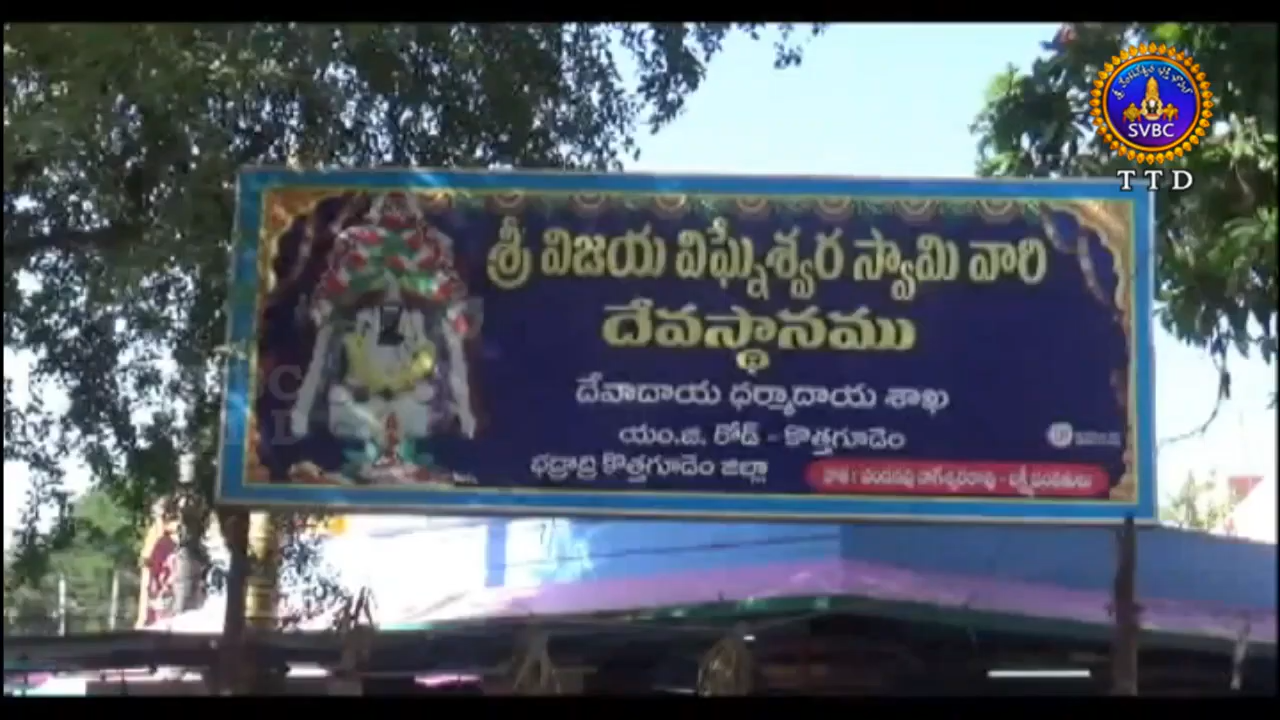 శ్రీ విజయ విఘ్నేశ్వర స్వామి వారి
దేవస్థానము
దేవాదాయ ధర్మాదాయ శాఖ
యం.జి. రోడ్ - కొత్తగూడెం
భద్రాద్రి కొత్తగూడెం జిల్లా
SVBC
TTD